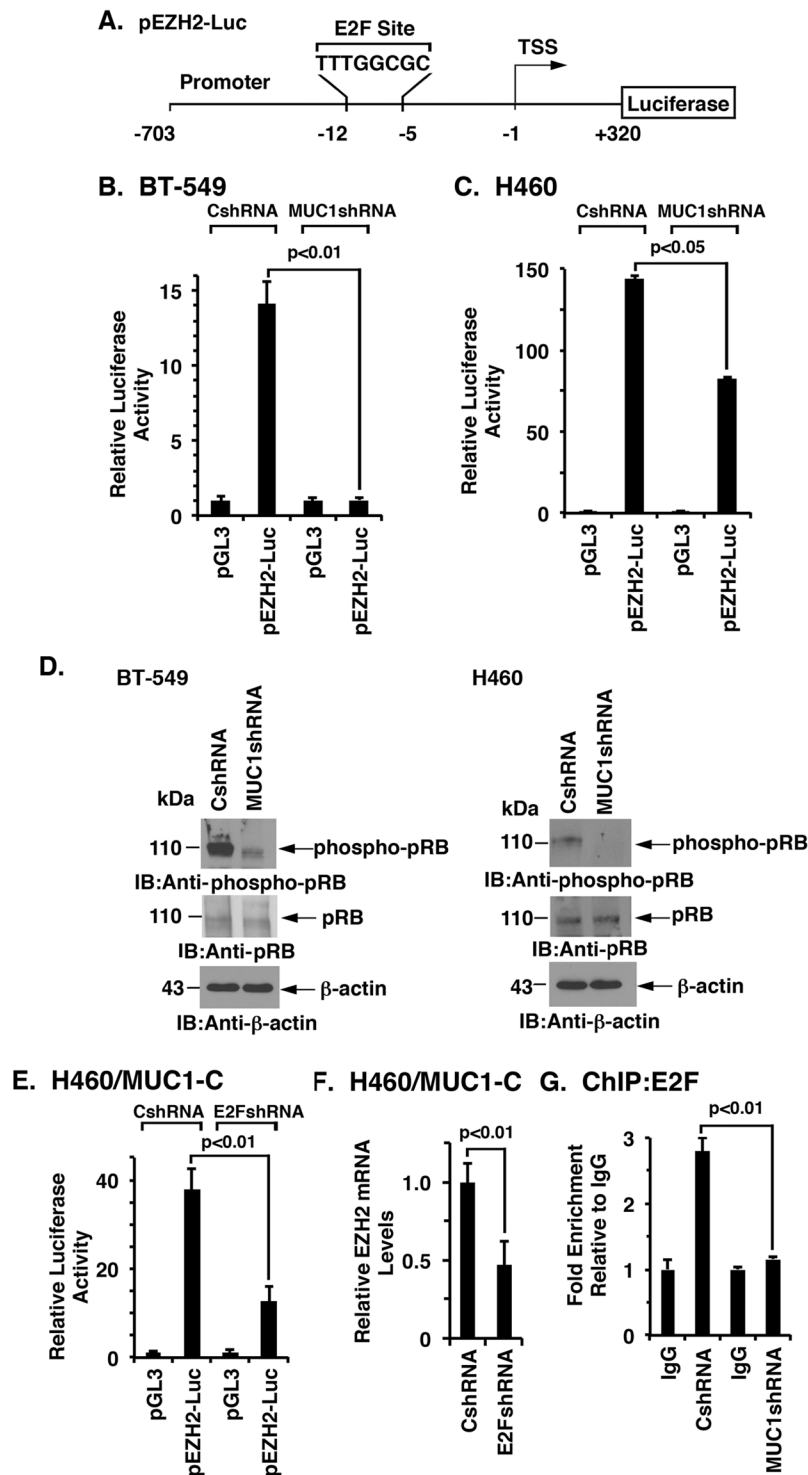 A. pEZH2-Luc
E2F Site
TTTGGCGC
TSS
Promoter
Luciferase
-703
-12
-5
-1
+320
B. BT-549
CshRNA
MUC1shRNA
p<0.01
Relative Luciferase
Activity
15
10
5
0
pGL3
pEZH2-Luc
pGL3
pEZH2-Luc
C. H460
CshRNA
MUC1shRNA
p<0.05
Relative Luciferase
Activity
150
100
50
0
pGL3
pEZH2-Luc
pGL3
pEZH2-Luc
D.
BT-549
CshRNA
MUC1shRNA
kDa
110
phospho-pRB
IB:Anti-phospho-pRB
110
pRB
IB:Anti-pRB
43
β-actin
IB:Anti-β-actin
H460
CshRNA
MUC1shRNA
kDa
110
phospho-pRB
IB:Anti-phospho-pRB
110
pRB
IB:Anti-pRB
43
β-actin
IB:Anti-β-actin
E. H460/MUC1-C
CshRNA
E2FshRNA
p<0.01
Relative Luciferase
Activity
40
20
0
pGL3
pEZH2-Luc
pGL3
pEZH2-Luc
F. H460/MUC1-C
p<0.01
Relative EZH2 mRNA
Levels
1.0
0.5
0
CshRNA
E2FshRNA
G. ChIP:E2F
p<0.01
Fold Enrichment
Relative to IgG
3
2
1
0
IgG
CshRNA
IgG
MUC1shRNA